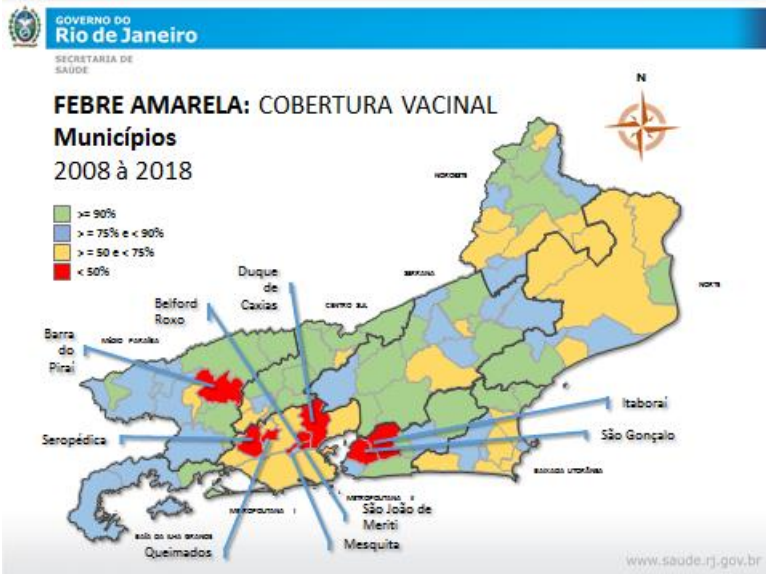 GOVERNO DO
Rio de Janeiro
SECRETARIA DE
SAÚDE
FEBRE AMARELA: COBERTURA VACINAL
Municípios
2008 à 2018
N
>= 90%
> = 75% e < 90%
> = 50 e < 75%
< 50%
NOROESTE
NORTE
SERRANA
CENTRO SUL
MÉDIO PARAÍBA
Duque
de
Caxias
Belford
Roxo
Barra
do
Piraí
Seropédica
Itaboraí
São Gonçalo
BAIXADA LITORÂNEA
METROPOLITANA II
METROPOLITANA I
BAÍA DA ILHA GRANDE
São João de
Meriti
Mesquita
Queimados
www.saude.rj.gov.br